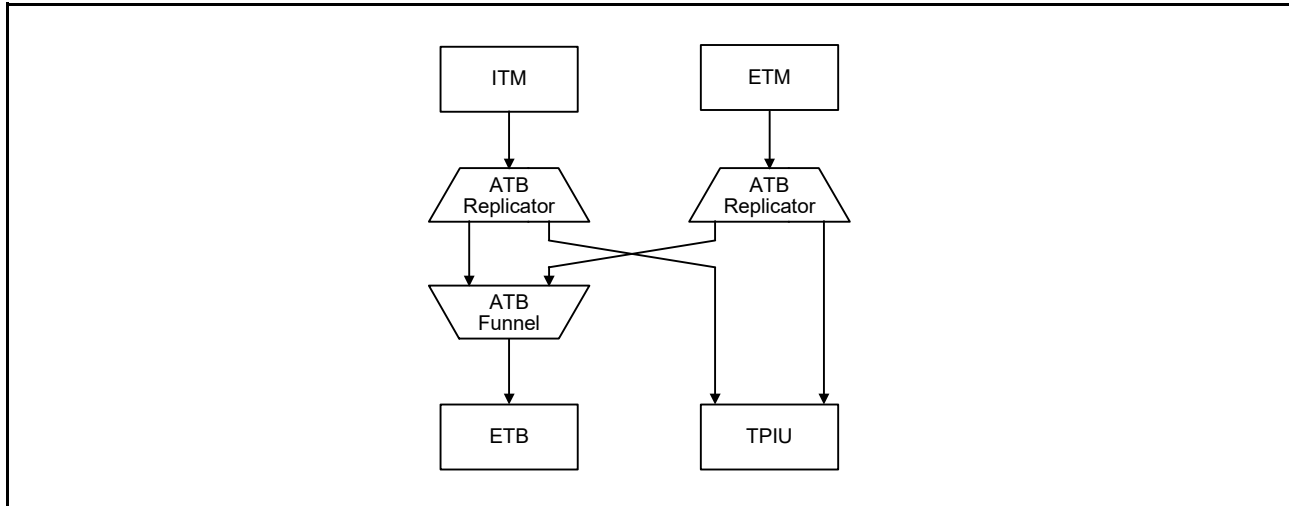 ITM
ETM
ATB
Replicator
ATB
Replicator
ATB
Funnel
ETB
TPIU